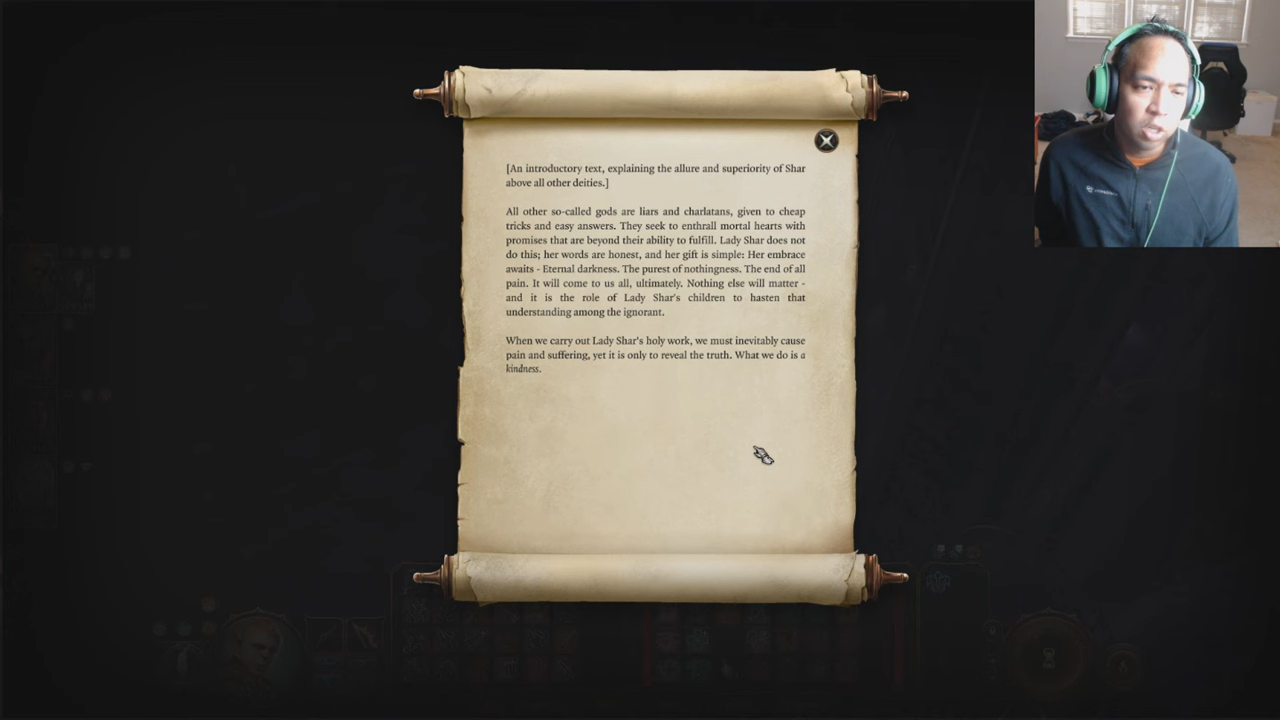 [An introductory text, explaining the allure and superiority of Shar
above all other deities.]
All other so-called gods are liars and charlatans, given to cheap
tricks and easy answers. They seek to enthrall mortal hearts with
promises that are beyond their ability to fulfill. Lady Shar does not
do this; her words are honest, and her gift is simple: Her embrace
awaits - Eternal darkness. The purest of nothingness. The end of all
pain. It will come to us all, ultimately. Nothing else will matter -
and it is the role of Lady Shar's children to hasten that
understanding among the ignorant.
When we carry out Lady Shar's holy work, we must inevitably cause
pain and suffering, yet it is only to reveal the truth. What we do is a
kindness.